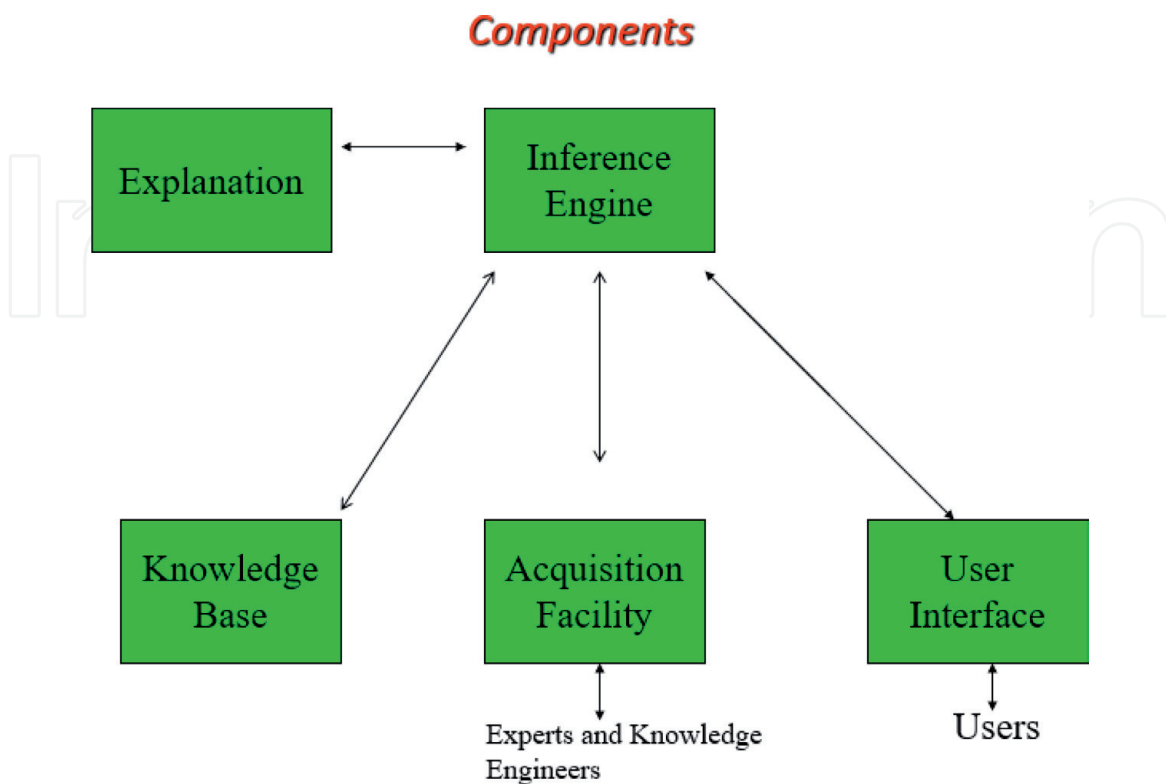 Components
Explanation
Inference
Engine
Knowledge
Base
Acquisition
Facility
User
Interface
Experts and Knowledge
Engineers
Users